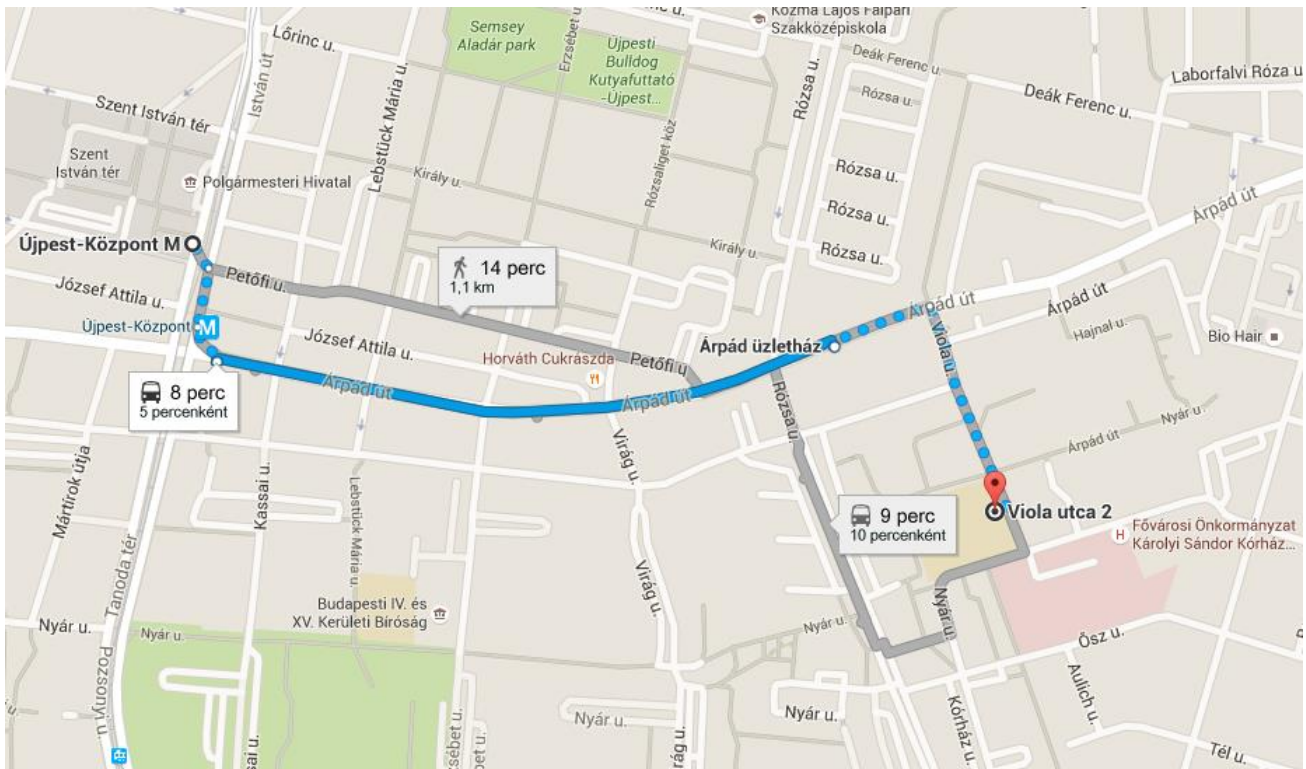 Kozma Lajos Faipari
Szakközépiskola
Semsey
Aladár park
Erzsébet u.
Lőrinc u.
István út
Újpesti
Bulldog
Kutyafuttató
-Újpest...
Deák Ferenc u.
Laborfalvi Róza u.
Rózsa u.
Rózsa u.
Deák Ferenc u.
Szent István tér
Lebstück Mária u.
Rózsaliget köz
Szent
István tér
Polgármesteri Hivatal
Király u.
Rózsa u.
Rózsa u.
Árpád út
Király u.
Rózsa u.
Újpest-Központ M
14 perc
1,1 km
Petőfi u.
József Attila u.
Árpád út
Árpád út
Újpest-Központ
M
József Attila u.
Viola u.
Hajnal u.
Bio Hair
Árpád üzletház
Horváth Cukrászda
Petőfi u.
8 perc
5 percenként
Árpád út
Árpád út
Rózsa u.
Nyár u.
Árpád út
Virág u.
Mártírok útja
Kassai u.
Lebstück Mária u.
9 perc
10 percenként
Viola utca 2
H
Fővárosi Önkormányzat
Károlyi Sándor Kórház...
Tanoda tér
Virág u.
Budapesti IV. és
XV. Kerületi Bíróság
Nyár u.
Nyár u.
Nyár u.
Nyár u.
Ősz u.
Pozsonyi u.
Aulich u.
Kórház u.
Nyár u.
Nyár u.
Erzsébet u.
Tél u.